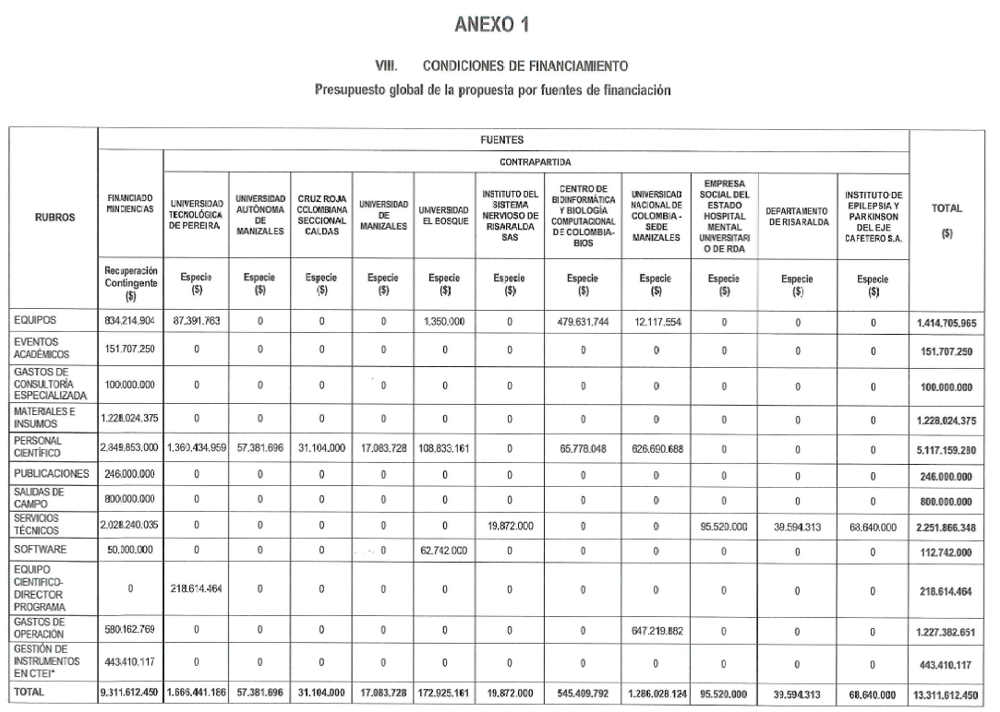 ANEXO 1
VIII. CONDICIONES DE FINANCIAMIENTO
Presupuesto global de la propuesta por fuentes de financiación
RUBROS
FUENTES
CONTRAPARTIDA
FINANCIADO
MINCIENCIAS
UNIVERSIDAD
TECNOLÓGICA
DE PEREIRA
UNIVERSIDAD
AUTÓNOMA
DE
MANIZALES
CRUZ ROJA
COLOMBIANA
SECCIONAL
CALDAS
UNIVERSIDAD
DE
MANIZALES
UNIVERSIDAD
EL BOSQUE
INSTITUTO DEL
SISTEMA
NERVIOSO DE
RISARALDA
SAS
CENTRO DE
BIOINFORMÁTICA
Y BIOLOGÍA
COMPUTACIONAL
DE COLOMBIA-
BIOS
UNIVERSIDAD
NACIONAL DE
COLOMBIA -
SEDE
MANIZALES
EMPRESA
SOCIAL DEL
ESTADO
HOSPITAL
MENTAL
UNIVERSITARI
O DE RDA
DEPARTAMENTO
DE RISARALDA
INSTITUTO DE
EPILEPSIA Y
PARKINSON
DEL EJE
CAFETERO S.A.
TOTAL
($)
Recuperación
Contingente
($)
Especie
($)
Especie
($)
Especie
($)
Especie
($)
Especie
($)
Especie
($)
Especie
($)
Especie
($)
Especie
($)
Especie
($)
Especie
($)
EQUIPOS 834.214.904 87.391.763 0 0 0 1.350.000 0 479.631.744 12.117.554 0 0 0 1.414.705.965
EVENTOS
ACADÉMICOS 151.707.250 0 0 0 0 0 0 0 0 0 0 0 151.707.250
GASTOS DE
CONSULTORÍA
ESPECIALIZADA 100.000.000 0 0 0 0 0 0 0 0 0 0 0 100.000.000
MATERIALES E
INSUMOS 1.228.024.375 0 0 0 0 0 0 0 0 0 0 0 1.228.024.375
PERSONAL
CIENTÍFICO 2.849.853.000 1.360.434.959 57.381.696 31.104.000 17.083.728 108.833.161 0 65.778.048 626.690.688 0 0 0 5.117.159.280
PUBLICACIONES 246.000.000 0 0 0 0 0 0 0 0 0 0 0 246.000.000
SALIDAS DE
CAMPO 800.000.000 0 0 0 0 0 0 0 0 0 0 0 800.000.000
SERVICIOS
TÉCNICOS 2.028.240.035 0 0 0 0 0 19.872.000 0 0 95.520.000 39.594.313 68.640.000 2.251.866.348
SOFTWARE 50.000.000 0 0 0 0 62.742.000 0 0 0 0 0 0 112.742.000
EQUIPO
CIENTIFICO-
DIRECTOR
PROGRAMA 0 218.614.464 0 0 0 0 0 0 0 0 0 0 218.614.464
GASTOS DE
OPERACIÓN 580.162.769 0 0 0 0 0 0 0 647.219.882 0 0 0 1.227.382.651
GESTIÓN DE
INSTRUMENTOS
EN CTEI* 443.410.117 0 0 0 0 0 0 0 0 0 0 0 443.410.117
TOTAL 9.311.612.450 1.666.441.186 57.381.696 31.104.000 17.083.728 172.925.161 19.872.000 545.409.792 1.286.028.124 95.520.000 39.594.313 68.640.000 13.311.612.450